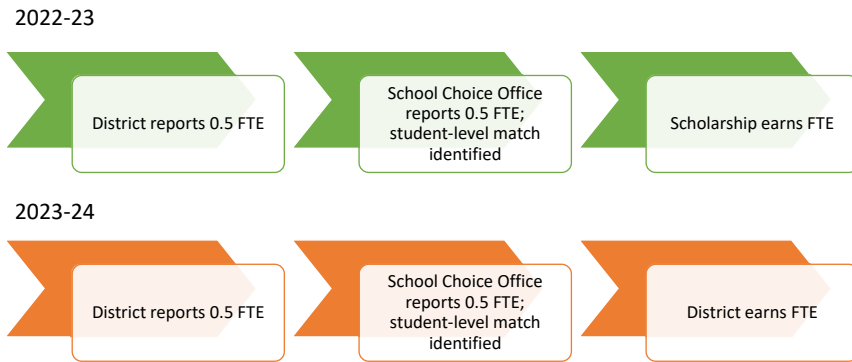 2022-23
District reports 0.5 FTE
School Choice Office
reports 0.5 FTE;
student-level match
identified
Scholarship earns FTE
2023-24
District reports 0.5 FTE
School Choice Office
reports 0.5 FTE;
student-level match
identified
District earns FTE